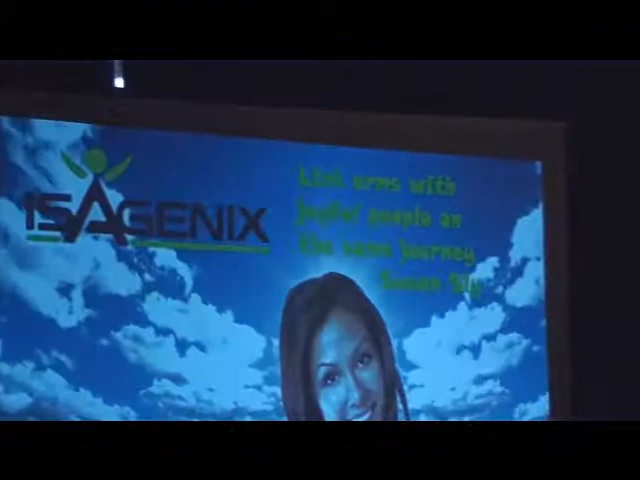 ISAGENIX
Link arms with
joyful people on
the same journey
Susan Sly